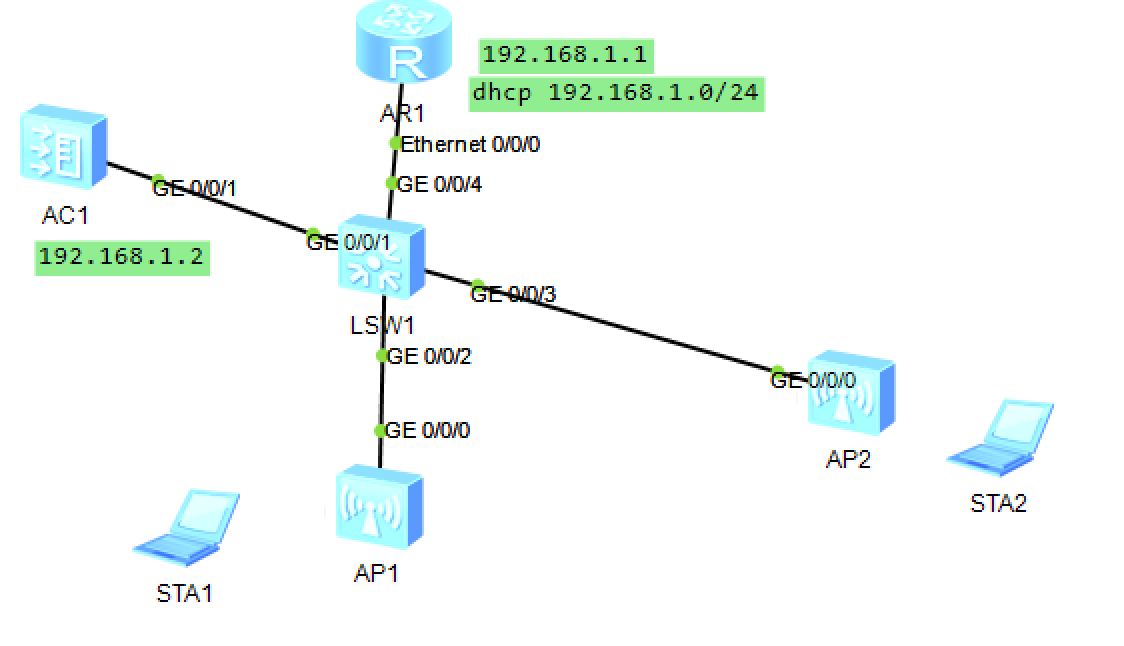 R
192.168.1.1
dhcp 192.168.1.0/24
AR1
Ethernet 0/0/0
GE 0/0/4
GE 0/0/1
AC1
192.168.1.2
GE 0/0/1
GE 0/0/3
LSW1
GE 0/0/2
GE 0/0/0
GE 0/0/0
AP2
STA2
AP1
STA1